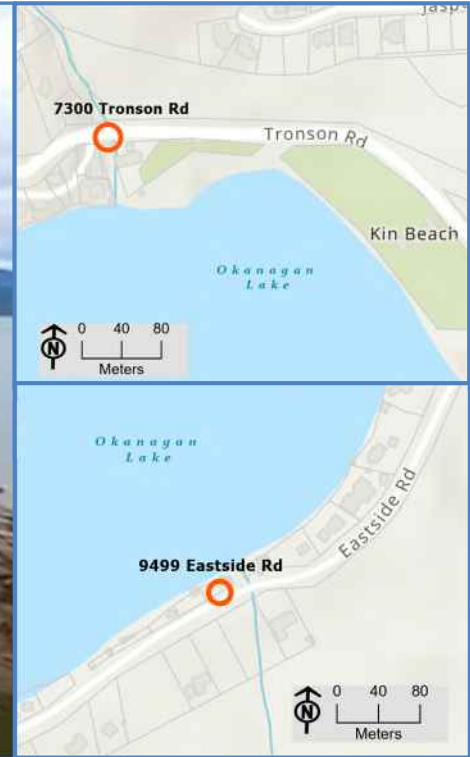 7300 Tronson Rd
Tronson Rd
Kin Beach
Okanagan
Lake
0 40 80
N
Meters
Okanagan
Lake
Eastside Rd
9499 Eastside Rd
0 40 80
N
Meters